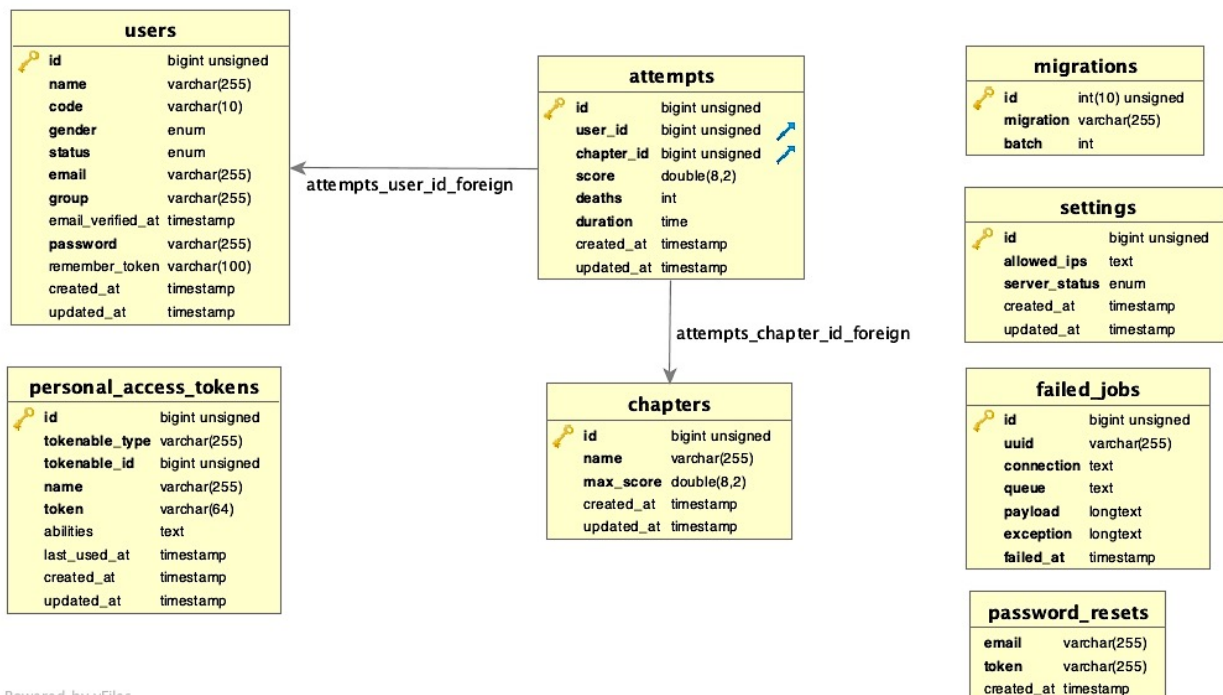 users
id bigint unsigned
name varchar(255)
code varchar(10)
gender enum
status enum
email varchar(255)
group varchar(255)
email_verified_at timestamp
password varchar(255)
remember_token varchar(100)
created_at timestamp
updated_at timestamp
attempts_user_id_foreign
attempts
id bigint unsigned
user_id bigint unsigned
chapter_id bigint unsigned
score double(8,2)
deaths int
duration time
created_at timestamp
updated_at timestamp
attempts_chapter_id_foreign
chapters
id bigint unsigned
name varchar(255)
max_score double(8,2)
created_at timestamp
updated_at timestamp
personal_access_tokens
id bigint unsigned
tokenable_type varchar(255)
tokenable_id bigint unsigned
name varchar(255)
token varchar(64)
abilities text
last_used_at timestamp
created_at timestamp
updated_at timestamp
migrations
id int(10) unsigned
migration varchar(255)
batch int
settings
id bigint unsigned
allowed_ips text
server_status enum
created_at timestamp
updated_at timestamp
failed_jobs
id bigint unsigned
uuid varchar(255)
connection text
queue text
payload longtext
exception longtext
failed_at timestamp
password_resets
email varchar(255)
token varchar(255)
created_at timestamp
Powered by yFiles